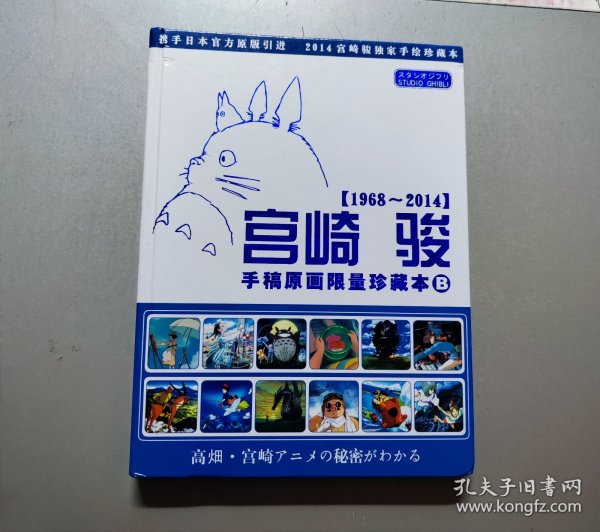 携手日本官方原版引进 2014宫崎骏独家手绘珍藏本
スタジオジブリ
STUDIO GHIBLI
【1968～2014】
宫崎 骏
手稿原画限量珍藏本B
高畑・宮崎アニメの秘密がわかる
孔夫子旧书网
www.kongfz.com